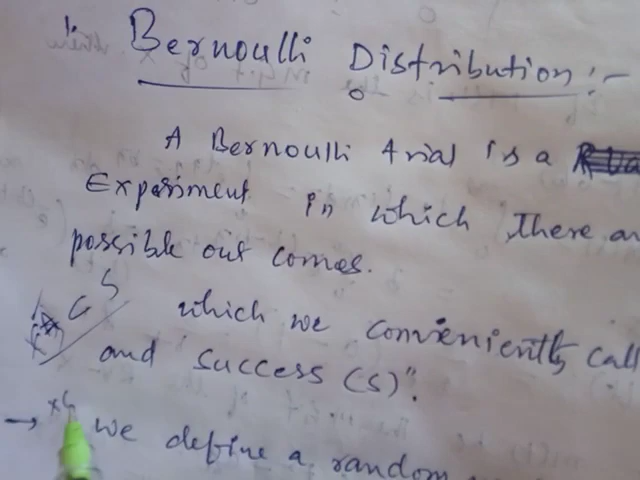 1. Bernoulli Distribution :-
A Bernoulli trial is a
Experiment in which there
possible out comes.
which we conveniently call
and success (S)".
→ we define a random